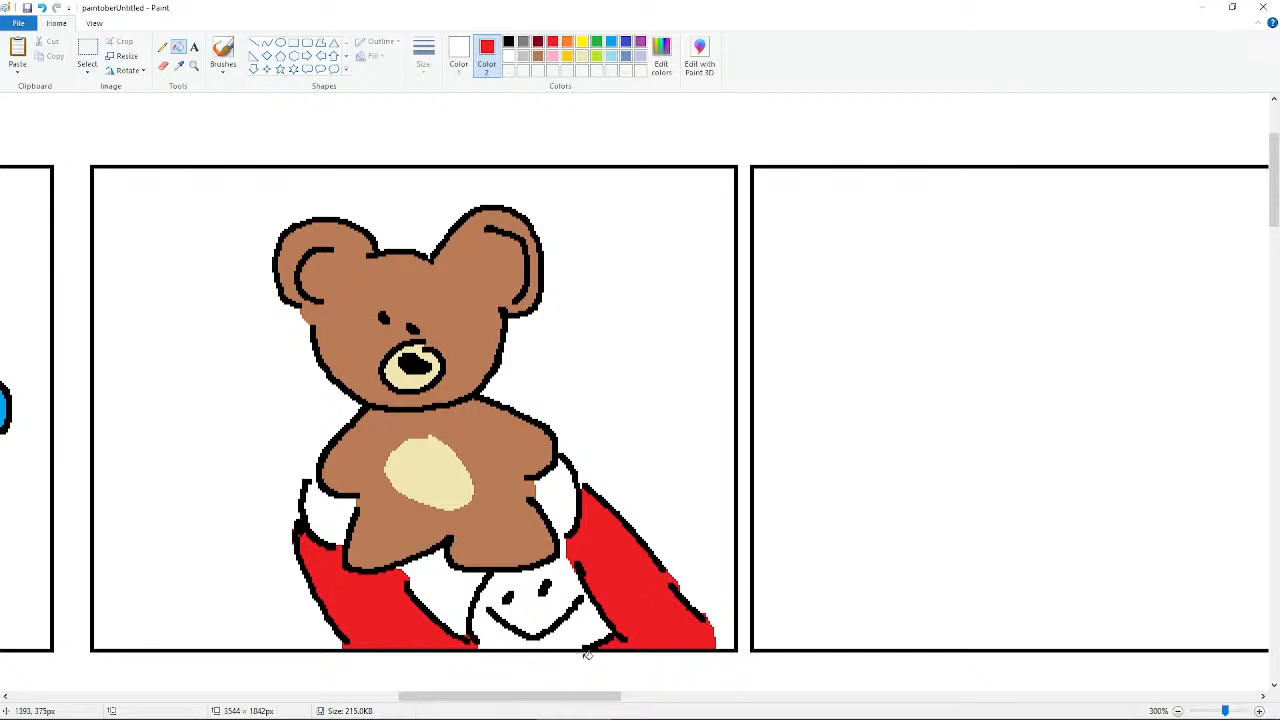 paintoberUntitled - Paint
File Home View
Cut
Copy
Paste
Clipboard
Crop
Resize
Rotate
Select
Image
A
Tools
Brushes
Outline
Fill
Shapes
Size
Color
1
Color
2
Edit
colors
Edit with
Paint 3D
Colors
1393, 375px
3544 × 1842px
Size: 215.0KB
300%